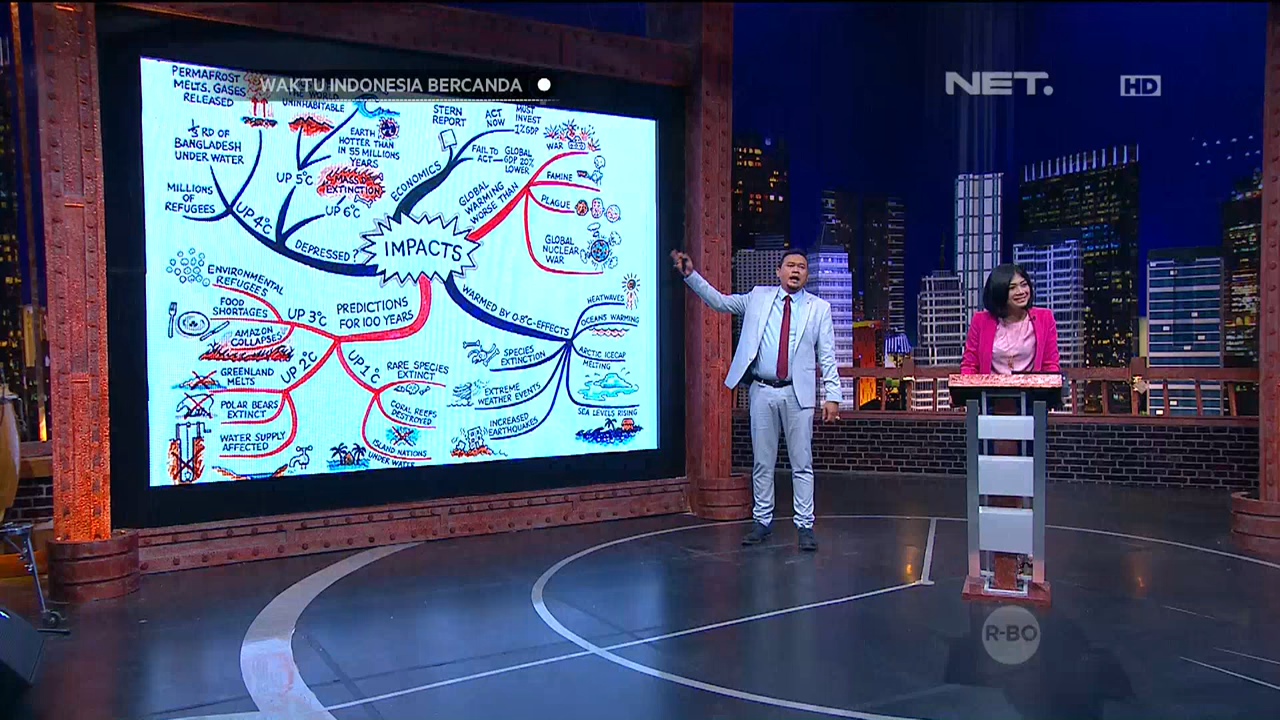 WAKTU INDONESIA BERCANDA
NET.
HD
PERMAFROST
MELTS, GASES
RELEASED
THE WORLD
UNINHABITABLE
⅓ RD OF
BANGLADESH
UNDER WATER
MILLIONS
OF
REFUGEES
UP 4°C
UP 5°C
EARTH
HOTTER THAN
IN 55 MILLIONS
YEARS
EXTINCTION
UP 6°C
DEPRESSED?
IMPACTS
ECONOMICS
STERN
REPORT
ACT
NOW
MUST
INVEST
1% GDP
FAIL TO
ACT
GLOBAL
GDP 20%
LOWER
GLOBAL
WARMING
WORSE THAN
WAR
FAMINE
PLAGUE
GLOBAL
NUCLEAR
WAR
WARMED BY 0.8°C-EFFECTS
HEATWAVES
OCEANS WARMING
ARCTIC ICECAP
MELTING
SEA LEVELS RISING
SPECIES
EXTINCTION
EXTREME
WEATHER EVENTS
INCREASED
EARTHQUAKES
PREDICTIONS
FOR 100 YEARS
UP 3°C
ENVIRONMENTAL
REFUGEES
FOOD
SHORTAGES
AMAZON
COLLAPSES
UP 2°C
GREENLAND
MELTS
POLAR BEARS
EXTINCT
WATER SUPPLY
AFFECTED
UP 1°C
RARE SPECIES
EXTINCT
CORAL REEFS
DESTROYED
ISLAND NATIONS
UNDER WATER
R-BO